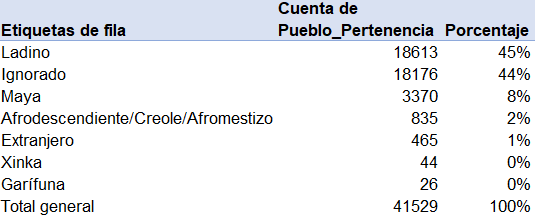 Cuenta de
Etiquetas de fila Pueblo_Pertenencia Porcentaje
Ladino 18613 45%
Ignorado 18176 44%
Maya 3370 8%
Afrodescendiente/Creole/Afromestizo 835 2%
Extranjero 465 1%
Xinka 44 0%
Garífuna 26 0%
Total general 41529 100%